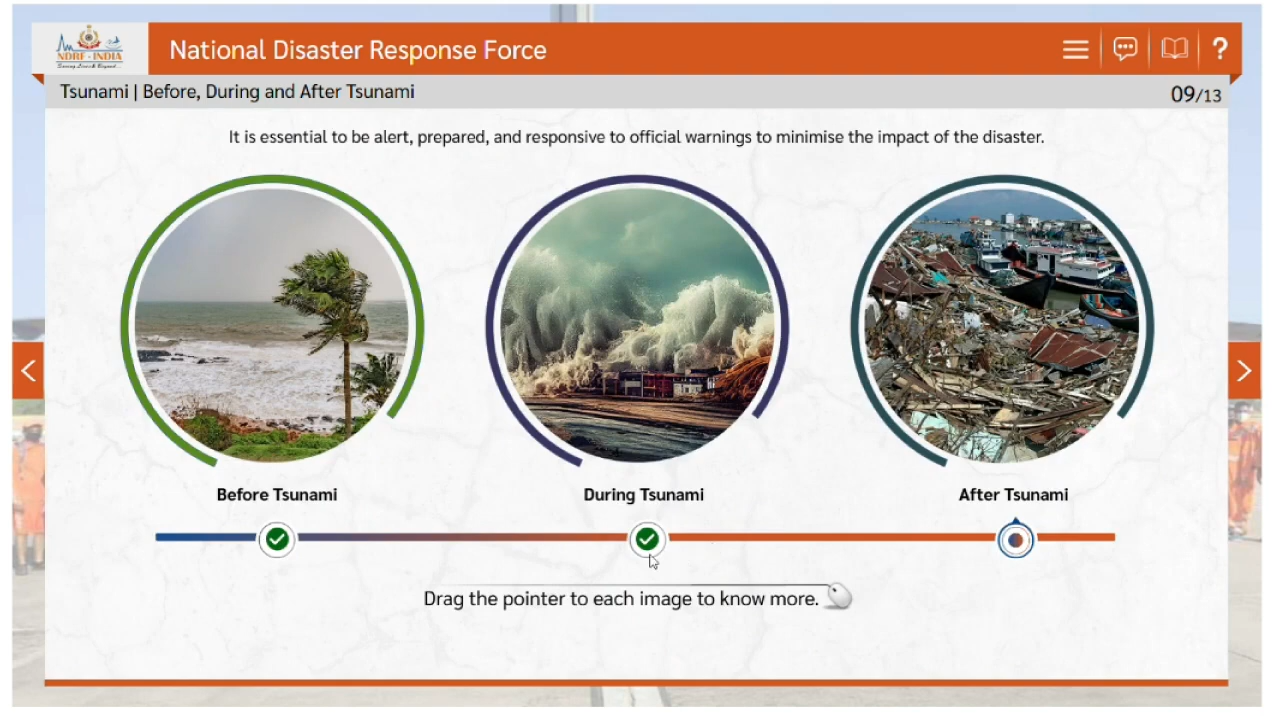 NDRF - INDIA
National Disaster Response Force
?
Tsunami | Before, During and After Tsunami
09/13
It is essential to be alert, prepared, and responsive to official warnings to minimise the impact of the disaster.
Before Tsunami
During Tsunami
After Tsunami
Drag the pointer to each image to know more.